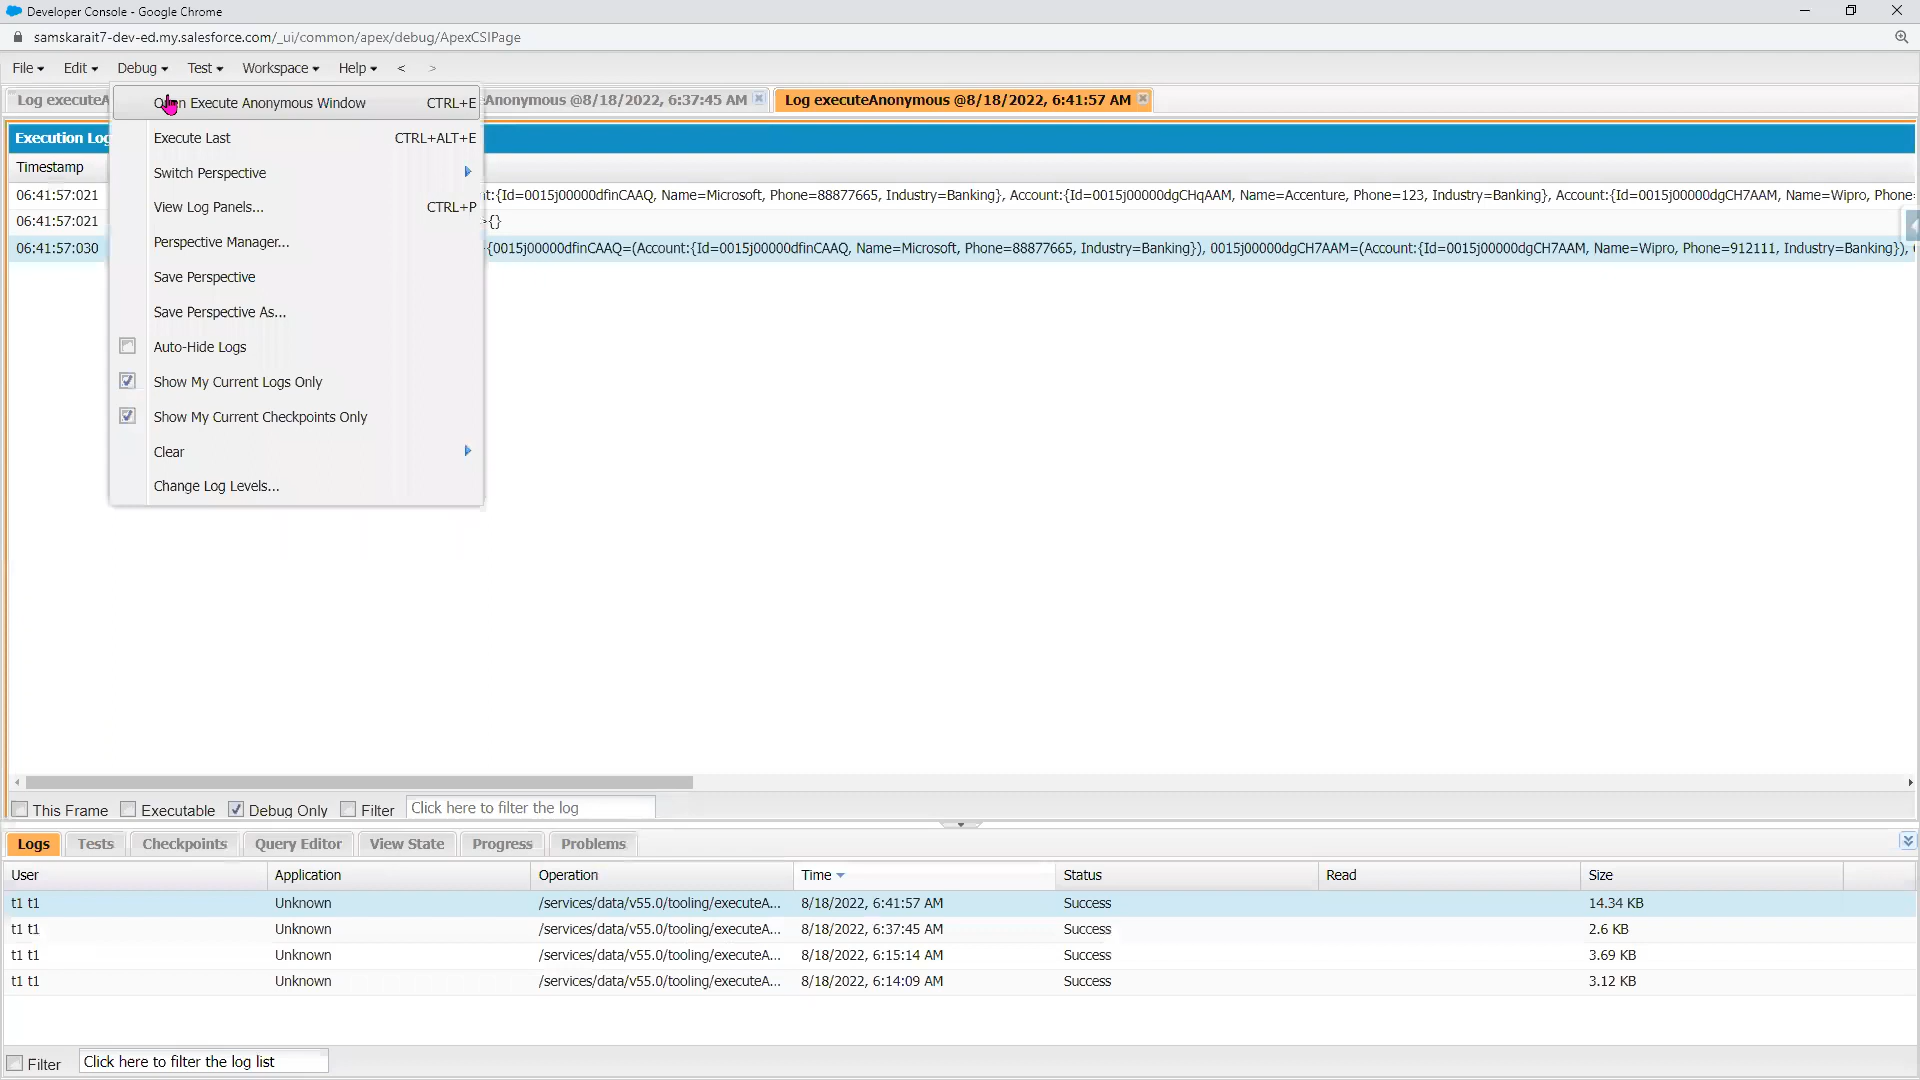 Developer Console - Google Chrome
samskarait7-dev-ed.my.salesforce.com/_ui/common/apex/debug/ApexCSIPage
File Edit Debug Test Workspace Help < >
Log executeA
Anonymous @8/18/2022, 6:37:45 AM
Log executeAnonymous @8/18/2022, 6:41:57 AM
Open Execute Anonymous Window CTRL+E
Execute Last CTRL+ALT+E
Switch Perspective
View Log Panels... CTRL+P
Perspective Manager...
Save Perspective
Save Perspective As...
Auto-Hide Logs
Show My Current Logs Only
Show My Current Checkpoints Only
Clear
Change Log Levels...
Execution Log
Timestamp
06:41:57:021 nt:{Id=0015j00000dfinCAAQ, Name=Microsoft, Phone=88877665, Industry=Banking}, Account:{Id=0015j00000dgCHqAAM, Name=Accenture, Phone=123, Industry=Banking}, Account:{Id=0015j00000dgCH7AAM, Name=Wipro, Phone=
06:41:57:021 >{}
06:41:57:030 {0015j00000dfinCAAQ=(Account:{Id=0015j00000dfinCAAQ, Name=Microsoft, Phone=88877665, Industry=Banking}), 0015j00000dgCH7AAM=(Account:{Id=0015j00000dgCH7AAM, Name=Wipro, Phone=912111, Industry=Banking}),
This Frame Executable Debug Only Filter Click here to filter the log
Logs Tests Checkpoints Query Editor View State Progress Problems
User Application Operation Time Status Read Size
t1 t1 Unknown /services/data/v55.0/tooling/executeA... 8/18/2022, 6:41:57 AM Success 14.34 KB
t1 t1 Unknown /services/data/v55.0/tooling/executeA... 8/18/2022, 6:37:45 AM Success 2.6 KB
t1 t1 Unknown /services/data/v55.0/tooling/executeA... 8/18/2022, 6:15:14 AM Success 3.69 KB
t1 t1 Unknown /services/data/v55.0/tooling/executeA... 8/18/2022, 6:14:09 AM Success 3.12 KB
Filter Click here to filter the log list